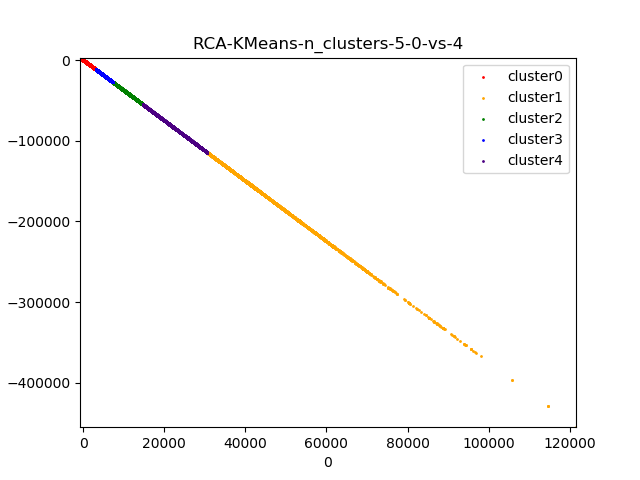 RCA-KMeans-n_clusters-5-0-vs-4
0
−100000
−200000
−300000
−400000
cluster0
cluster1
cluster2
cluster3
cluster4
0
20000
40000
60000
80000
100000
120000
0